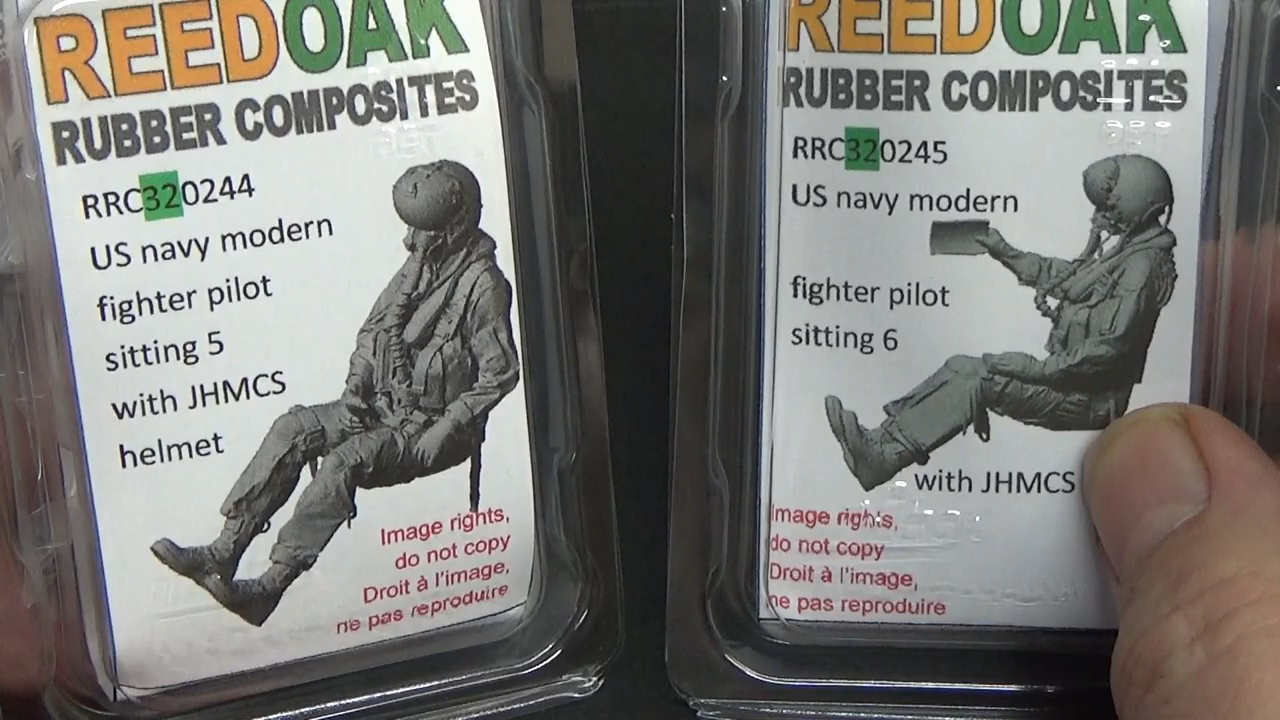 REEDOAK
RUBBER COMPOSITES
RRC320244
US navy modern
fighter pilot
sitting 5
with JHMCS
helmet
Image rights,
do not copy
Droit à l'image,
ne pas reproduire
REEDOAK
RUBBER COMPOSITES
RRC320245
US navy modern
fighter pilot
sitting 6
with JHMCS
Image rights,
do not copy
Droit à l'image,
ne pas reproduire